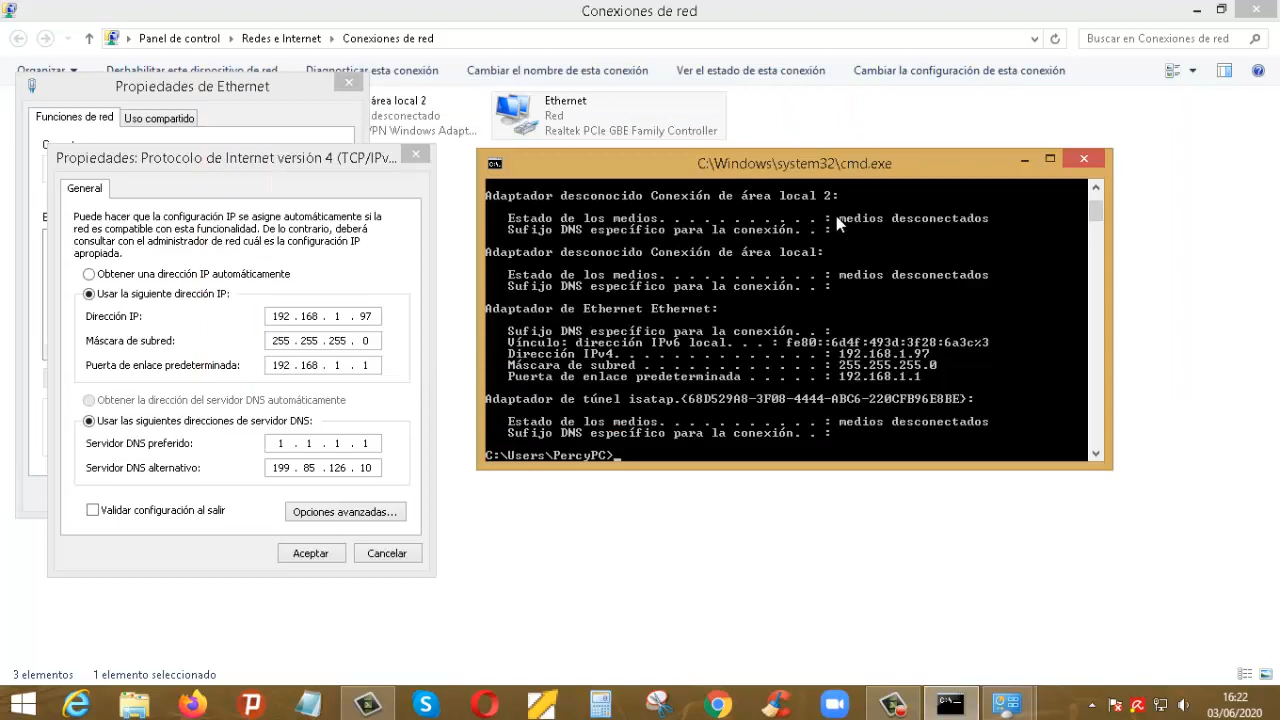 Conexiones de red
Panel de control
Redes e Internet
Conexiones de red
Buscar en Conexiones de red
Organizar
Deshabilitar este dispositivo de red
Diagnosticar esta conexión
Cambiar el nombre de esta conexión
Ver el estado de esta conexión
Cambiar la configuración de esta conexión
Propiedades de Ethernet
Funciones de red
Uso compartido
área local 2
desconectado
PN Windows Adapt...
Ethernet
Red
Realtek PCIe GBE Family Controller
Propiedades: Protocolo de Internet versión 4 (TCP/IPv...
General
Puede hacer que la configuración IP se asigne automáticamente si la
red es compatible con esta funcionalidad. De lo contrario, deberá
consultar con el administrador de red cuál es la configuración IP
apropiada.
Obtener una dirección IP automáticamente
Usar la siguiente dirección IP:
Dirección IP: 192 . 168 . 1 . 97
Máscara de subred: 255 . 255 . 255 . 0
Puerta de enlace predeterminada: 192 . 168 . 1 . 1
Obtener la dirección del servidor DNS automáticamente
Usar las siguientes direcciones de servidor DNS:
Servidor DNS preferido: 1 . 1 . 1 . 1
Servidor DNS alternativo: 199 . 85 . 126 . 10
Validar configuración al salir
Opciones avanzadas...
Aceptar
Cancelar
C:\Windows\system32\cmd.exe
Adaptador desconocido Conexión de área local 2:
Estado de los medios. . . . . . . . . . . : medios desconectados
Sufijo DNS específico para la conexión. . :
Adaptador desconocido Conexión de área local:
Estado de los medios. . . . . . . . . . . : medios desconectados
Sufijo DNS específico para la conexión. . :
Adaptador de Ethernet Ethernet:
Sufijo DNS específico para la conexión. . :
Vínculo: dirección IPv6 local. . . : fe80::6d4f:493d:3f28:6a3c%3
Dirección IPv4. . . . . . . . . . . . . . : 192.168.1.97
Máscara de subred . . . . . . . . . . . . : 255.255.255.0
Puerta de enlace predeterminada . . . . . : 192.168.1.1
Adaptador de túnel isatap.{68D529A8-3F08-4444-ABC6-220CFB96E8BE}:
Estado de los medios. . . . . . . . . . . : medios desconectados
Sufijo DNS específico para la conexión. . :
C:\Users\PercyPC>_
3 elementos
1 elemento seleccionado
16:22
03/06/2020